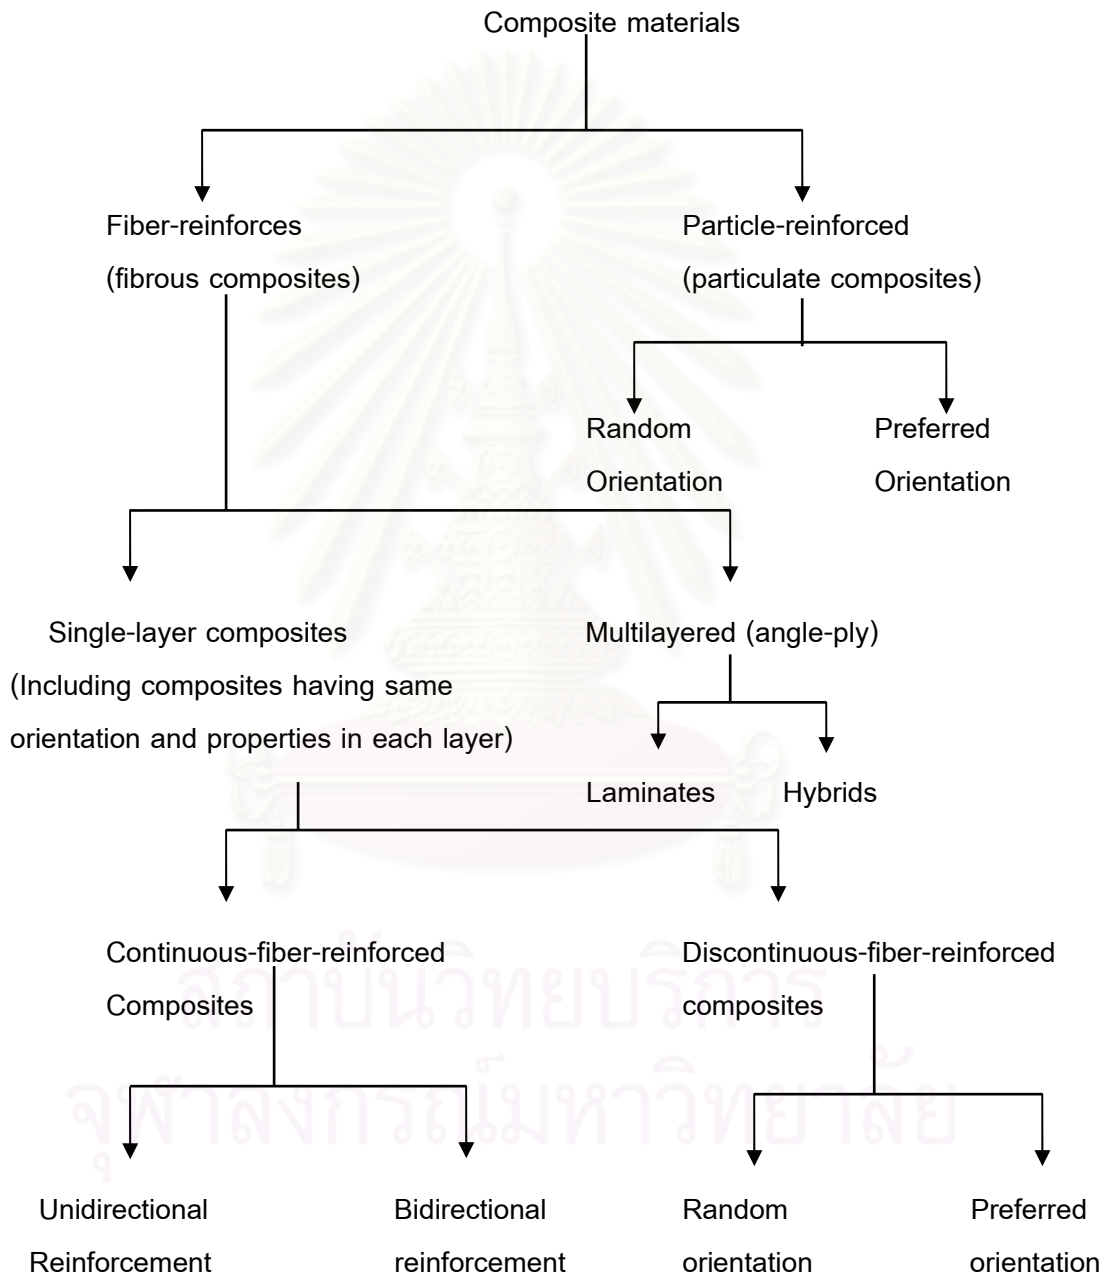 Composite materials
Fiber-reinforces
(fibrous composites)
Particle-reinforced
(particulate composites)
Random
Orientation
Preferred
Orientation
Single-layer composites
(Including composites having same
orientation and properties in each layer)
Multilayered (angle-ply)
Laminates
Hybrids
Continuous-fiber-reinforced
Composites
Discontinuous-fiber-reinforced
composites
สถาบันวิทยบริการ
จุฬาลงกรณ์มหาวิทยาลัย
Unidirectional
Reinforcement
Bidirectional
reinforcement
Random
orientation
Preferred
orientation